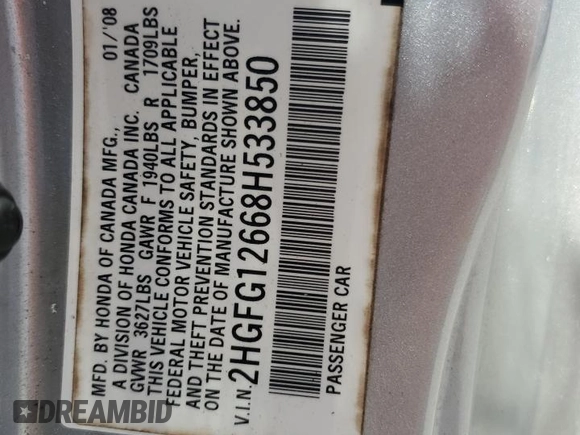 MFD. BY HONDA OF CANADA MFG., 01/'08
A DIVISION OF HONDA CANADA INC. CANADA
GVWR 3627LBS GAWR F 1940LBS R 1709LBS
THIS VEHICLE CONFORMS TO ALL APPLICABLE
FEDERAL MOTOR VEHICLE SAFETY, BUMPER,
AND THEFT PREVENTION STANDARDS IN EFFECT
ON THE DATE OF MANUFACTURE SHOWN ABOVE.
V.I.N. 2HGFG12668H533850
PASSENGER CAR
DREAMBID